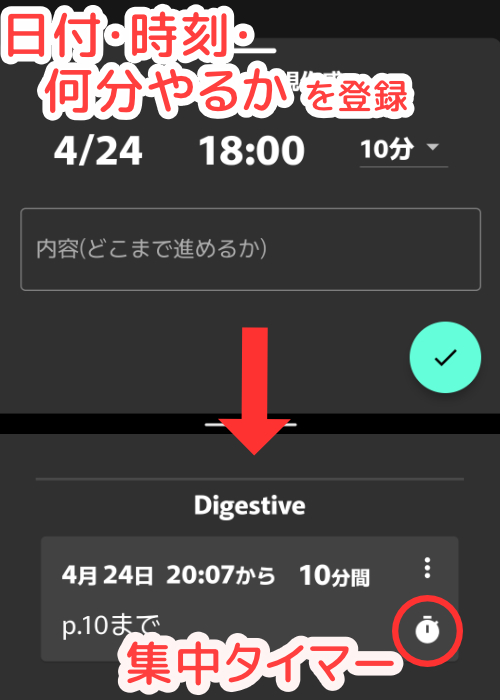 日付・時刻・
何分やるか を登録
4/24 18:00 10分
内容(どこまで進めるか)
Digestive
4月 24日 20:07から 10分間
p.10まで
集中タイマー